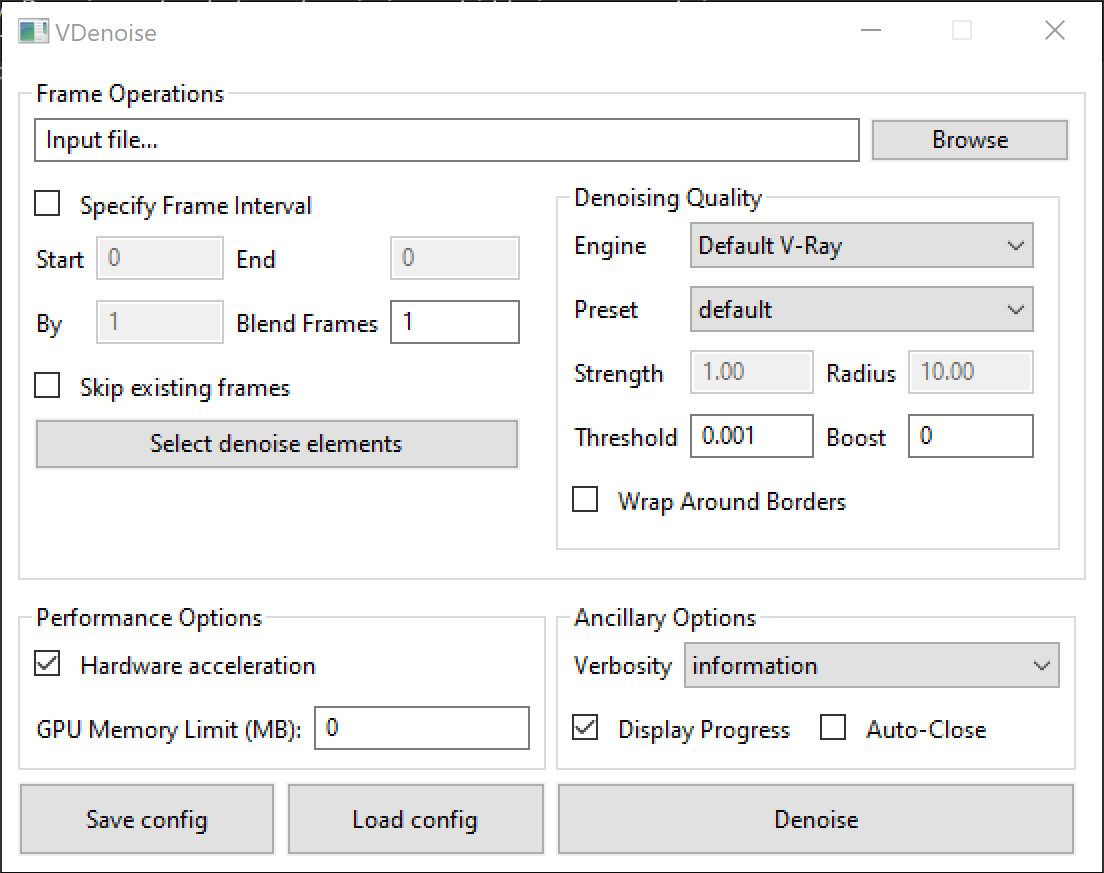 VDenoise
Frame Operations
Input file...
Browse
Specify Frame Interval
Start 0 End 0
By 1 Blend Frames 1
Skip existing frames
Select denoise elements
Denoising Quality
Engine Default V-Ray
Preset default
Strength 1.00 Radius 10.00
Threshold 0.001 Boost 0
Wrap Around Borders
Performance Options
Hardware acceleration
GPU Memory Limit (MB): 0
Ancillary Options
Verbosity information
Display Progress Auto-Close
Save config Load config Denoise